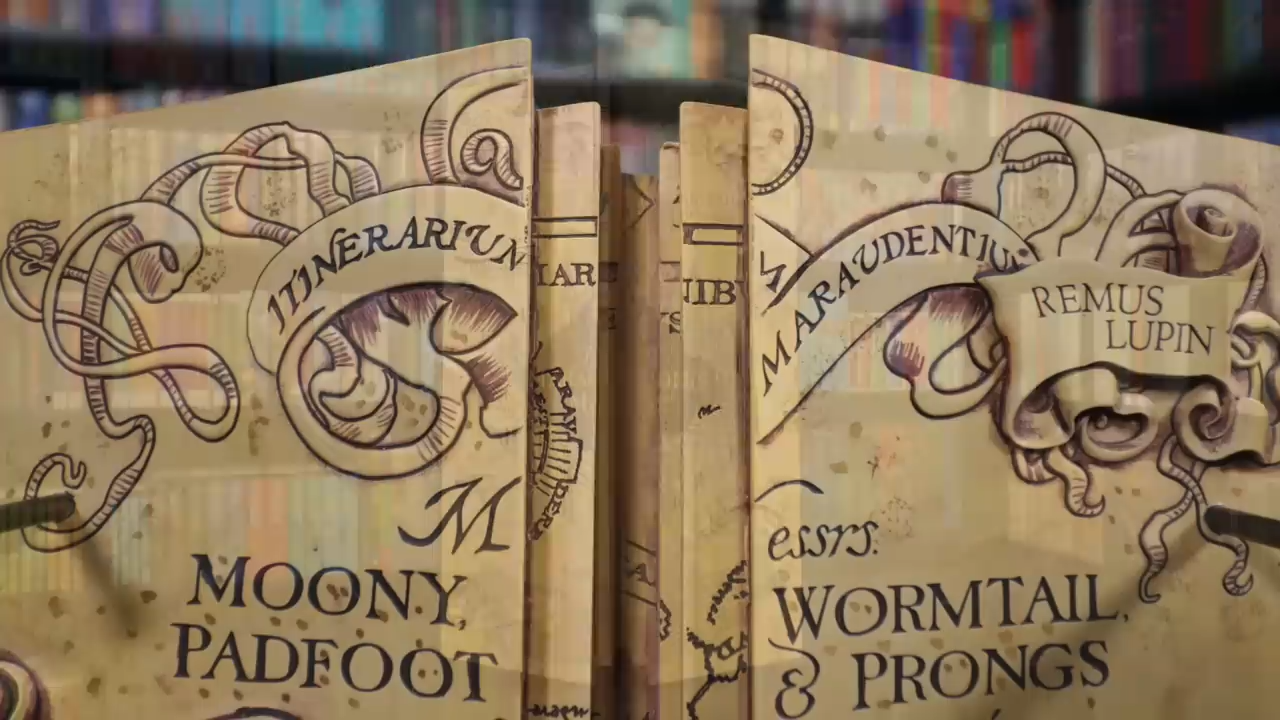 ITINERARIUM
MARAUDENTIUM
REMUS
LUPIN
M
essrs.
MOONY,
WORMTAIL,
PADFOOT
& PRONGS